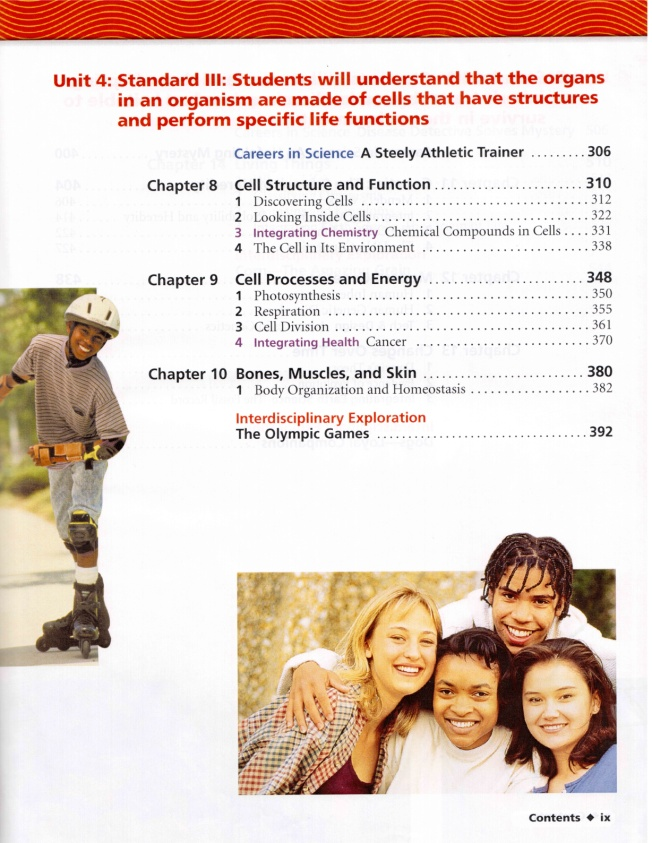 Unit 4: Standard III: Students will understand that the organs
in an organism are made of cells that have structures
and perform specific life functions
Careers in Science A Steely Athletic Trainer . . . . . . . . . 306
Chapter 8 Cell Structure and Function . . . . . . . . . . . . . . . . . . . . . . 310
1 Discovering Cells . . . . . . . . . . . . . . . . . . . . . . . . . . . . . . . . . 312
2 Looking Inside Cells . . . . . . . . . . . . . . . . . . . . . . . . . . . . . . 322
3 Integrating Chemistry Chemical Compounds in Cells . . . . 331
4 The Cell in Its Environment . . . . . . . . . . . . . . . . . . . . . . . . 338
Chapter 9 Cell Processes and Energy . . . . . . . . . . . . . . . . . . . . . . . . 348
1 Photosynthesis . . . . . . . . . . . . . . . . . . . . . . . . . . . . . . . . . . 350
2 Respiration . . . . . . . . . . . . . . . . . . . . . . . . . . . . . . . . . . . . . 355
3 Cell Division . . . . . . . . . . . . . . . . . . . . . . . . . . . . . . . . . . . . 361
4 Integrating Health Cancer . . . . . . . . . . . . . . . . . . . . . . . . . 370
Chapter 10 Bones, Muscles, and Skin . . . . . . . . . . . . . . . . . . . . . . . . . 380
1 Body Organization and Homeostasis . . . . . . . . . . . . . . . . . 382
Interdisciplinary Exploration
The Olympic Games . . . . . . . . . . . . . . . . . . . . . . . . . . . . . . 392
Contents ◆ ix